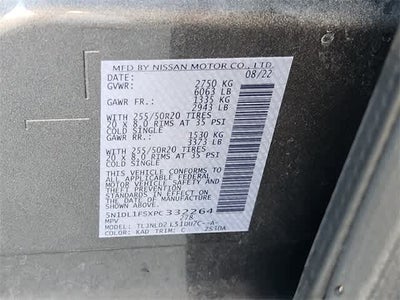 MFD BY NISSAN MOTOR CO., LTD.
DATE: 08/22
GVWR: 2750 KG
6063 LB
GAWR FR.: 1335 KG
2943 LB
WITH 255/50R20 TIRES
20 x 8.0 RIMS AT 35 PSI
COLD SINGLE
GAWR RR.: 1530 KG
3373 LB
WITH 255/50R20 TIRES
20 x 8.0 RIMS AT 35 PSI
COLD SINGLE
THIS VEHICLE CONFORMS TO
ALL APPLICABLE FEDERAL
MOTOR VEHICLE SAFETY
STANDARDS IN EFFECT ON
THE DATE OF MANUFACTURE
SHOWN ABOVE.
5N1DL1FSXPC332264
MPV
COLOR: KAD TRIM: C